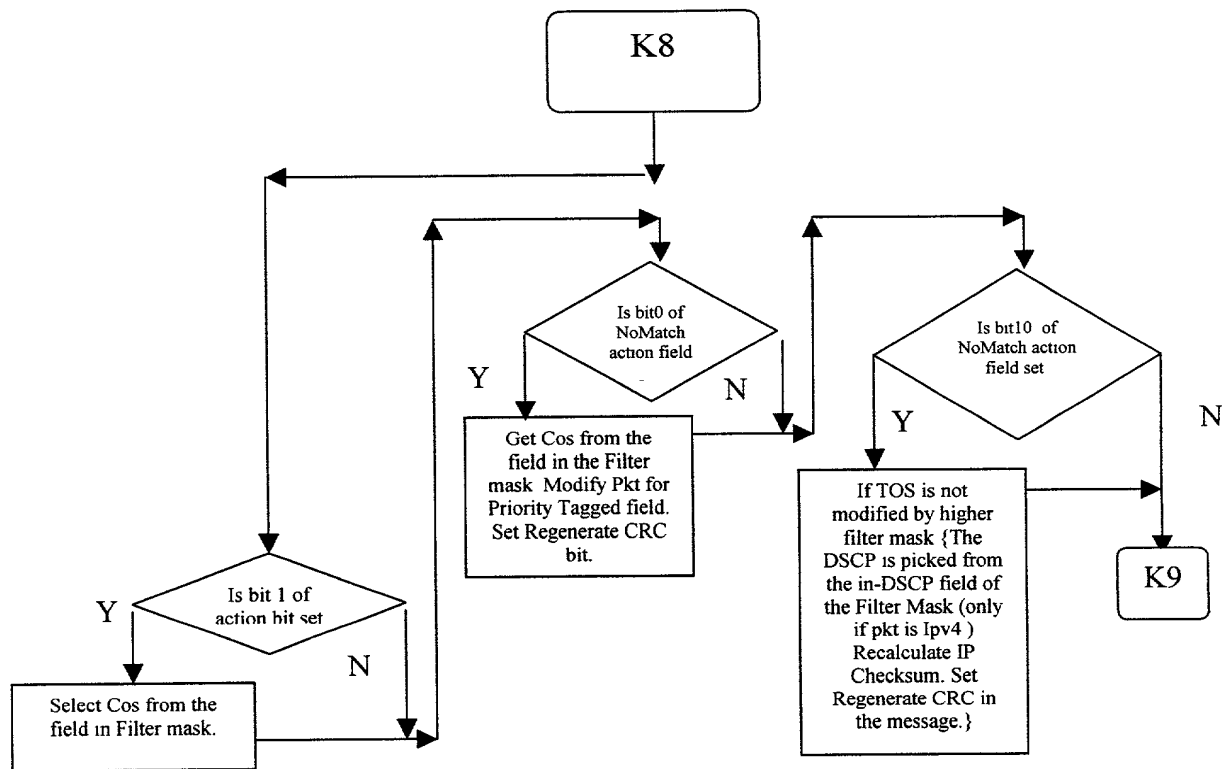 K8
Is bit0 of
NoMatch
action field
Y
N
Get Cos from the
field in the Filter
mask Modify Pkt for
Priority Tagged field.
Set Regenerate CRC
bit.
Is bit10 of
NoMatch action
field set
Y
N
If TOS is not
modified by higher
filter mask {The
DSCP is picked from
the in-DSCP field of
the Filter Mask (only
if pkt is Ipv4 )
Recalculate IP
Checksum. Set
Regenerate CRC in
the message.}
K9
Is bit 1 of
action bit set
Y
N
Select Cos from the
field in Filter mask.